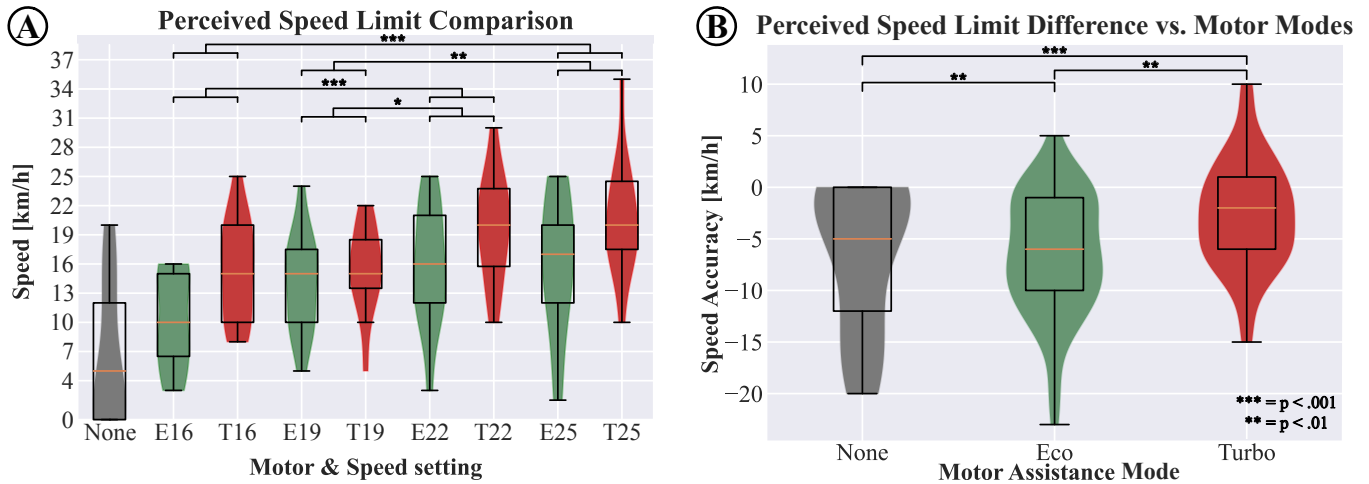 A
Perceived Speed Limit Comparison
***
**
***
*
Speed [km/h]
37
34
31
28
25
22
19
16
13
10
7
4
0
None E16 T16 E19 T19 E22 T22 E25 T25
Motor & Speed setting
B
Perceived Speed Limit Difference vs. Motor Modes
***
** **
Speed Accuracy [km/h]
10
5
0
−5
−10
−15
−20
*** = p < .001
** = p < .01
None Eco Turbo
Motor Assistance Mode